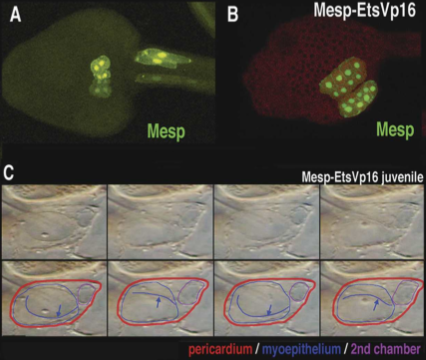 A
B
Mesp-EtsVp16
Mesp
Mesp
C
Mesp-EtsVp16 juvenile
pericardium / myoepithelium / 2nd chamber